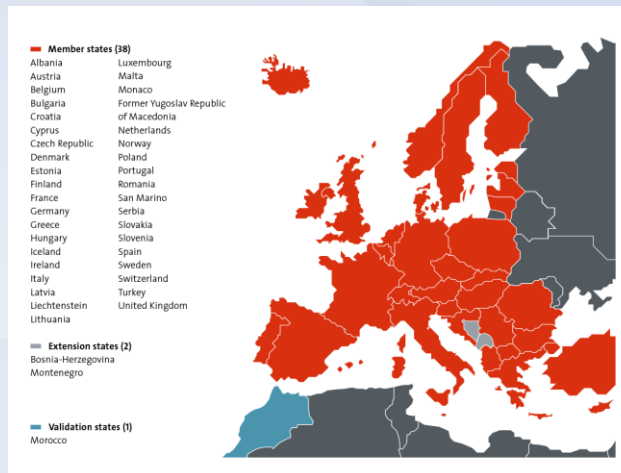 Member states (38)
Albania
Austria
Belgium
Bulgaria
Croatia
Cyprus
Czech Republic
Denmark
Estonia
Finland
France
Germany
Greece
Hungary
Iceland
Ireland
Italy
Latvia
Liechtenstein
Lithuania
Luxembourg
Malta
Monaco
Former Yugoslav Republic
of Macedonia
Netherlands
Norway
Poland
Portugal
Romania
San Marino
Serbia
Slovakia
Slovenia
Spain
Sweden
Switzerland
Turkey
United Kingdom
Extension states (2)
Bosnia-Herzegovina
Montenegro
Validation states (1)
Morocco